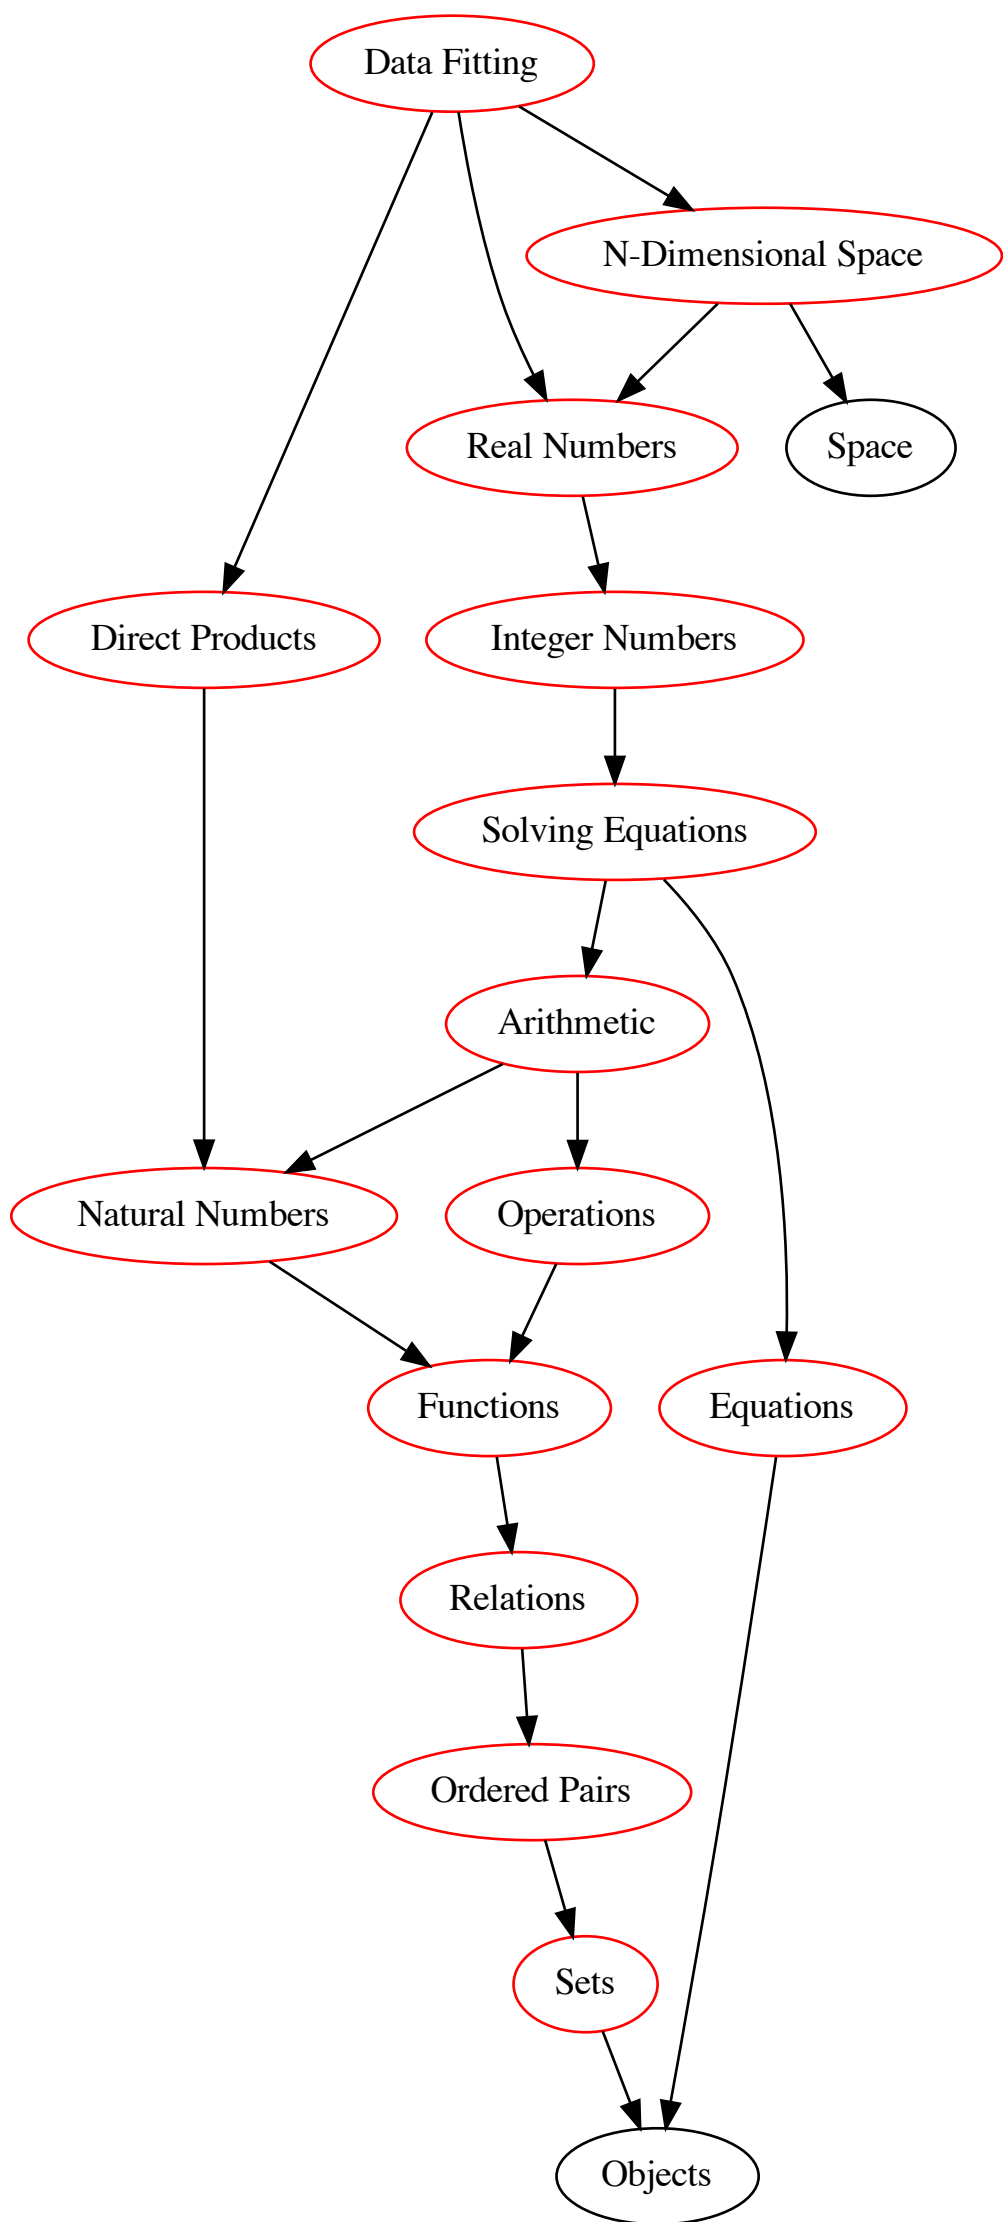 Data Fitting
N-Dimensional Space
Real Numbers
Space
Direct Products
Integer Numbers
Solving Equations
Arithmetic
Natural Numbers
Operations
Functions
Equations
Relations
Ordered Pairs
Sets
Objects